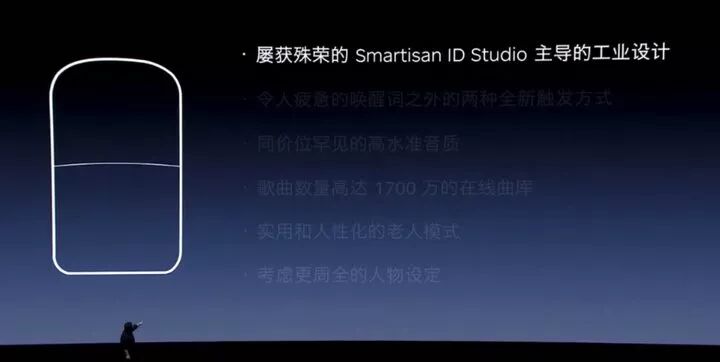 · 屡获殊荣的 Smartisan ID Studio 主导的工业设计
· 令人疲惫的唤醒词之外的两种全新触发方式
· 同价位罕见的高水准音质
· 歌曲数量高达 1700 万的在线曲库
· 实用和人性化的老人模式
· 考虑更周全的人物设定